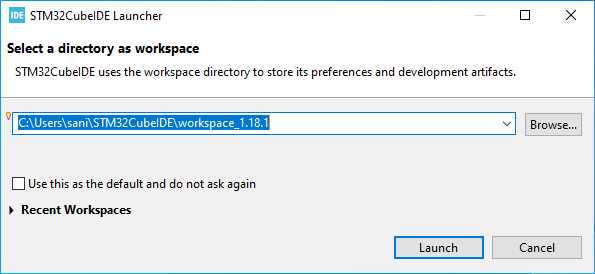 IDE STM32CubeIDE Launcher
Select a directory as workspace
STM32CubeIDE uses the workspace directory to store its preferences and development artifacts.
C:\Users\sani\STM32CubeIDE\workspace_1.18.1
Browse...
Use this as the default and do not ask again
Recent Workspaces
Launch
Cancel